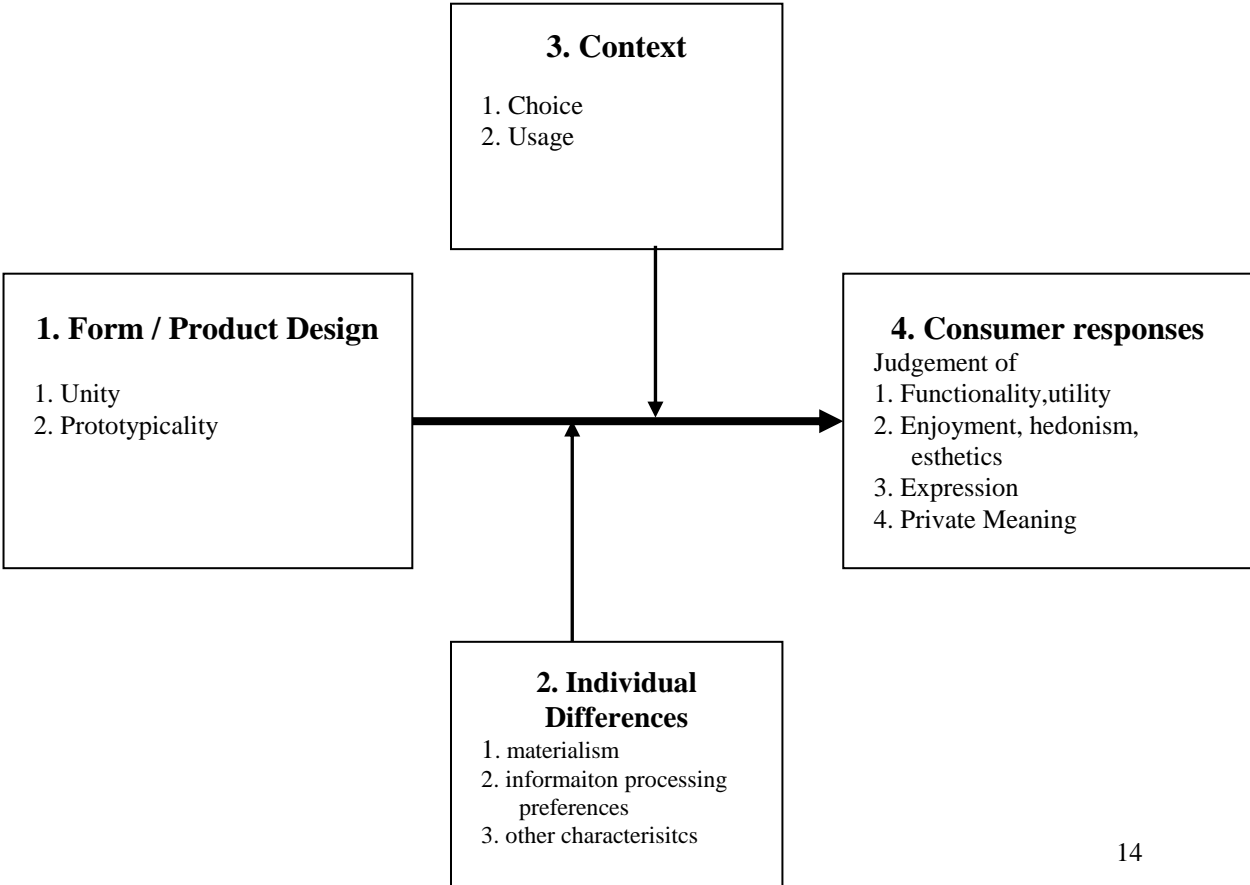 3. Context
1. Choice
2. Usage
1. Form / Product Design
1. Unity
2. Prototypicality
4. Consumer responses
Judgement of
1. Functionality,utility
2. Enjoyment, hedonism,
esthetics
3. Expression
4. Private Meaning
2. Individual
Differences
1. materialism
2. informaiton processing
preferences
3. other characterisitcs
14